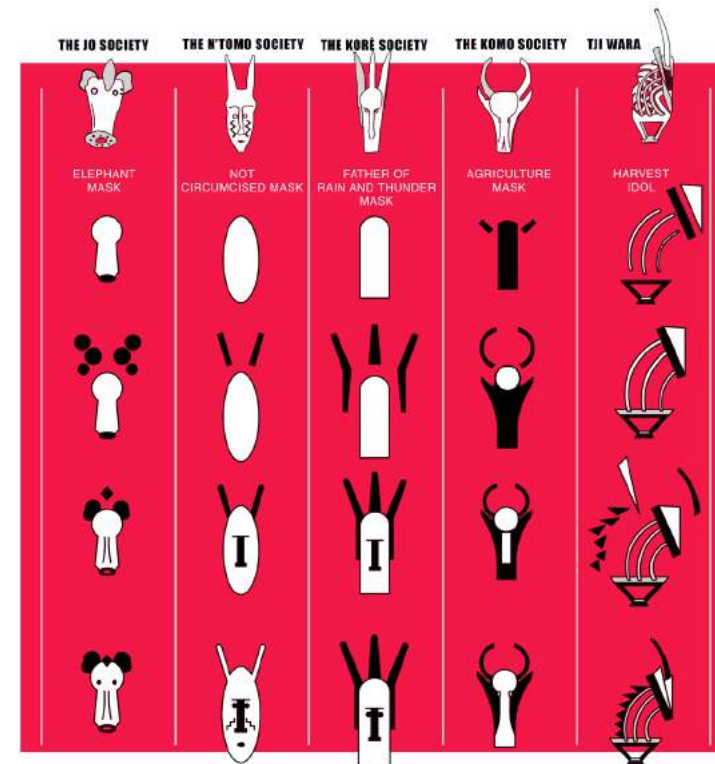 THE JO SOCIETY
THE N'TOMO SOCIETY
THE KORÈ SOCIETY
THE KOMO SOCIETY
TJI WARA
ELEPHANT
MASK
NOT
CIRCUMCISED MASK
FATHER OF
RAIN AND THUNDER
MASK
AGRICULTURE
MASK
HARVEST
IDOL